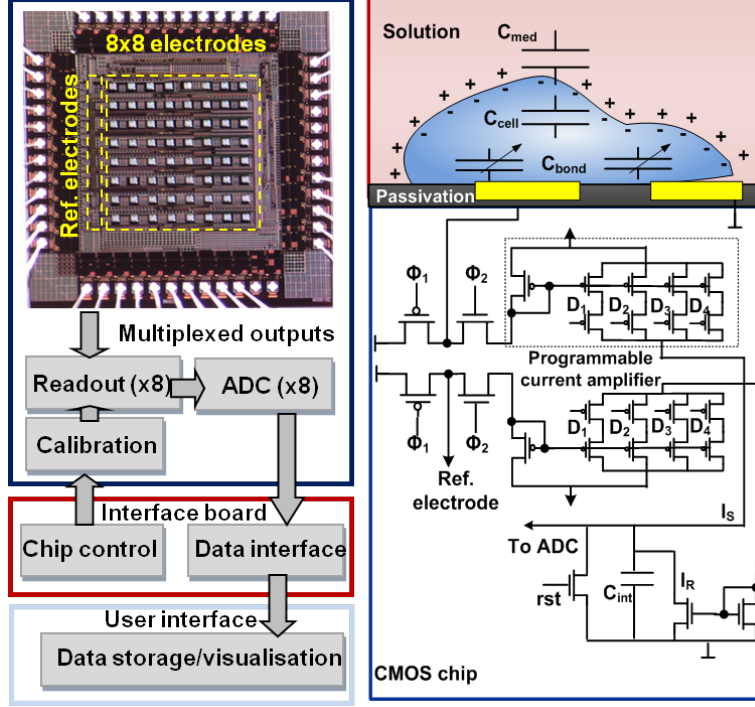 8x8 electrodes
Ref. electrodes
Multiplexed outputs
Readout (x8)
ADC (x8)
Calibration
Interface board
Chip control
Data interface
User interface
Data storage/visualisation
Solution
Cmed
Ccell
Cbond
Passivation
Φ1
Φ2
D1
D2
D3
D4
Programmable
current amplifier
Φ1
Φ2
D1
D2
D3
D4
Ref.
electrode
IS
To ADC
rst
Cint
IR
CMOS chip